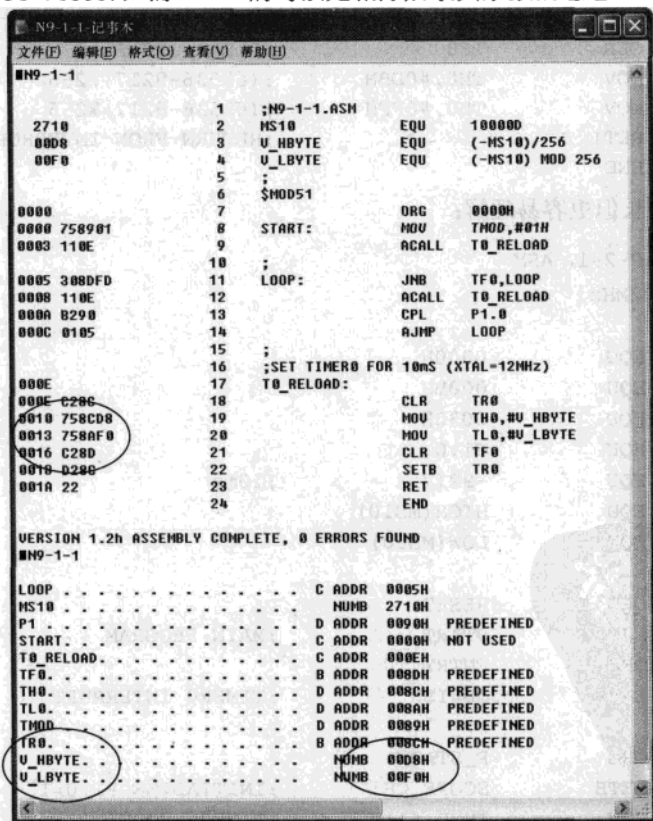 N9-1-1-记事本
文件(F) 编辑(E) 格式(O) 查看(V) 帮助(H)
■N9-1-1
1 ;N9-1-1.ASM
2710 2 MS10 EQU 10000D
00D8 3 V_HBYTE EQU (-MS10)/256
00F0 4 V_LBYTE EQU (-MS10) MOD 256
5 ;
6 $MOD51
0000 7 ORG 0000H
0000 758901 8 START: MOV TMOD,#01H
0003 110E 9 ACALL T0_RELOAD
10 ;
0005 308DFD 11 LOOP: JNB TF0,LOOP
0008 110E 12 ACALL T0_RELOAD
000A B290 13 CPL P1.0
000C 0105 14 AJMP LOOP
15 ;
16 ;SET TIMER0 FOR 10mS (XTAL=12MHz)
000E 17 T0_RELOAD:
000E C28C 18 CLR TR0
0010 758CD8 19 MOV TH0,#V_HBYTE
0013 758AF0 20 MOV TL0,#V_LBYTE
0016 C28D 21 CLR TF0
0018 D28C 22 SETB TR0
001A 22 23 RET
24 END
VERSION 1.2h ASSEMBLY COMPLETE, 0 ERRORS FOUND
■N9-1-1
LOOP . . . . . . . . . . . . . . C ADDR 0005H
MS10 . . . . . . . . . . . . . . NUMB 2710H
P1 . . . . . . . . . . . . . . . D ADDR 0090H PREDEFINED
START. . . . . . . . . . . . . . C ADDR 0000H NOT USED
T0_RELOAD. . . . . . . . . . . . C ADDR 000EH
TF0. . . . . . . . . . . . . . . B ADDR 008DH PREDEFINED
TH0. . . . . . . . . . . . . . . D ADDR 008CH PREDEFINED
TL0. . . . . . . . . . . . . . . D ADDR 008AH PREDEFINED
TMOD . . . . . . . . . . . . . . D ADDR 0089H PREDEFINED
TR0. . . . . . . . . . . . . . . B ADDR 008CH PREDEFINED
V_HBYTE. . . . . . . . . . . . . NUMB 00D8H
V_LBYTE. . . . . . . . . . . . . NUMB 00F0H